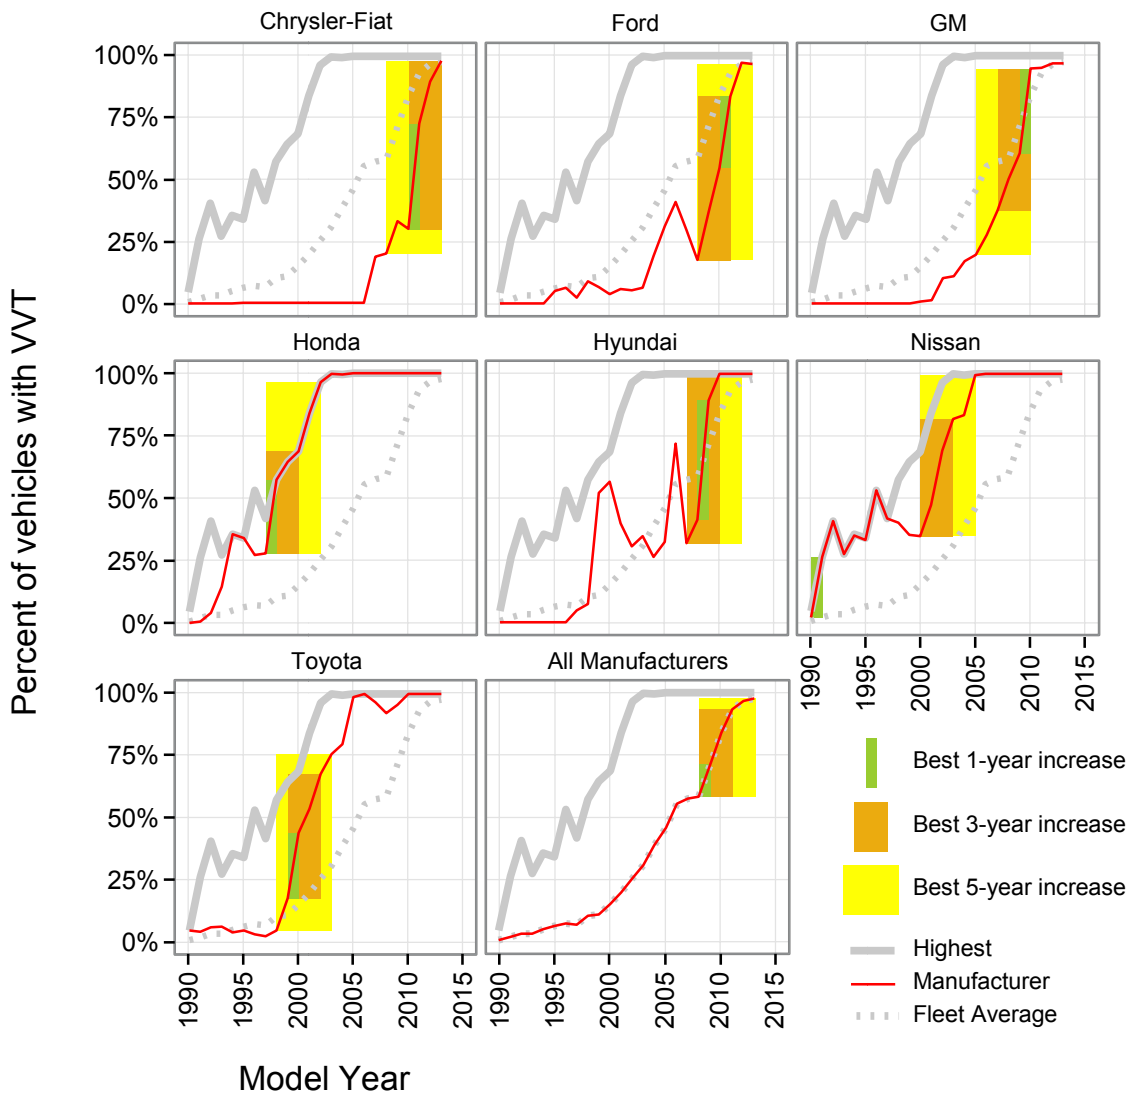 Chrysler-Fiat Ford GM
100%
75%
50%
25%
0%
Honda Hyundai Nissan
100%
75%
50%
25%
0%
1990 1995 2000 2005 2010 2015
Toyota All Manufacturers
100%
75%
50%
25%
0%
1990 1995 2000 2005 2010 2015 1990 1995 2000 2005 2010 2015
Percent of vehicles with VVT
Model Year
Best 1-year increase
Best 3-year increase
Best 5-year increase
Highest
Manufacturer
Fleet Average